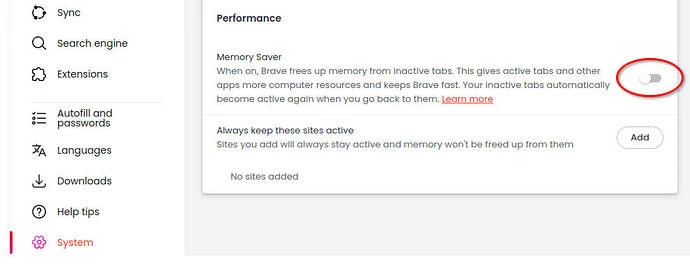 Sync
Search engine
Extensions
Autofill and
passwords
Languages
Downloads
Help tips
System
Performance
Memory Saver
When on, Brave frees up memory from inactive tabs. This gives active tabs and other
apps more computer resources and keeps Brave fast. Your inactive tabs automatically
become active again when you go back to them. Learn more
Always keep these sites active
Sites you add will always stay active and memory won't be freed up from them
Add
No sites added